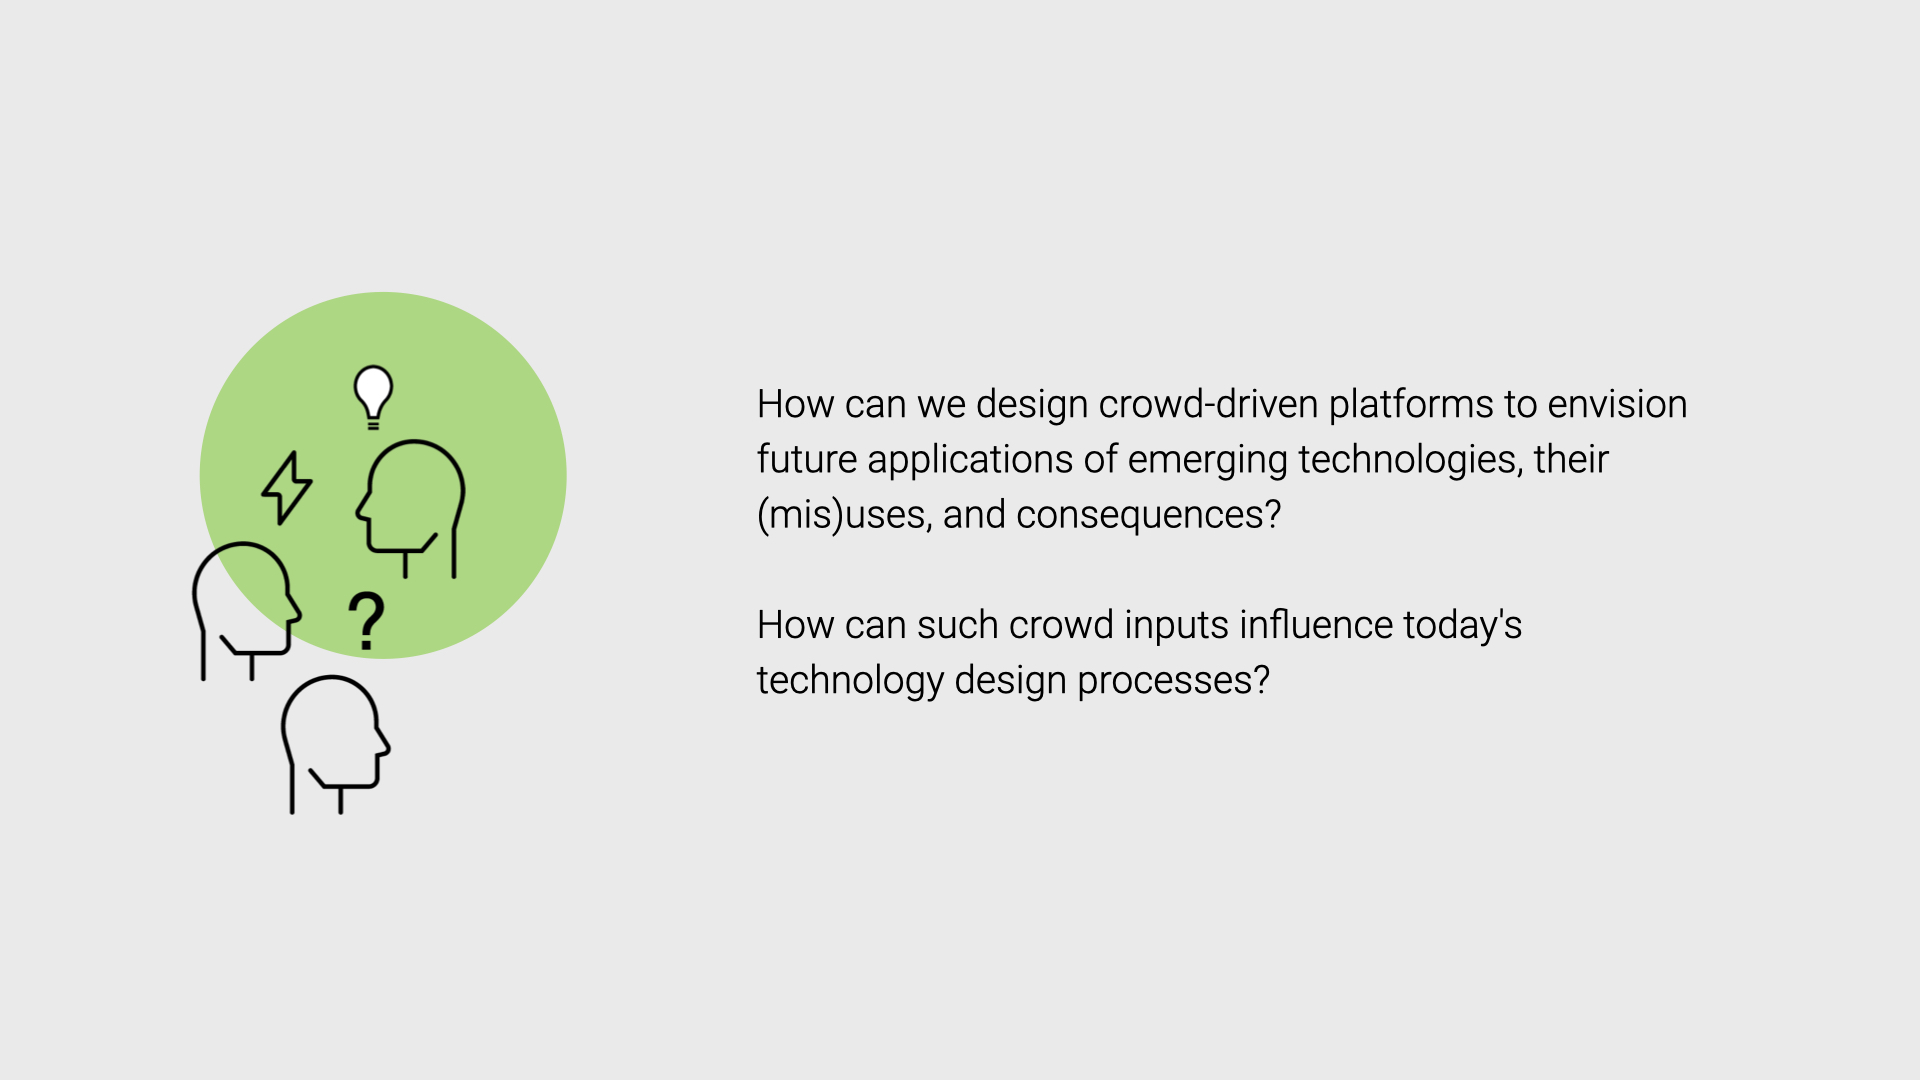 How can we design crowd-driven platforms to envision
future applications of emerging technologies, their
(mis)uses, and consequences?
How can such crowd inputs influence today's
technology design processes?
?